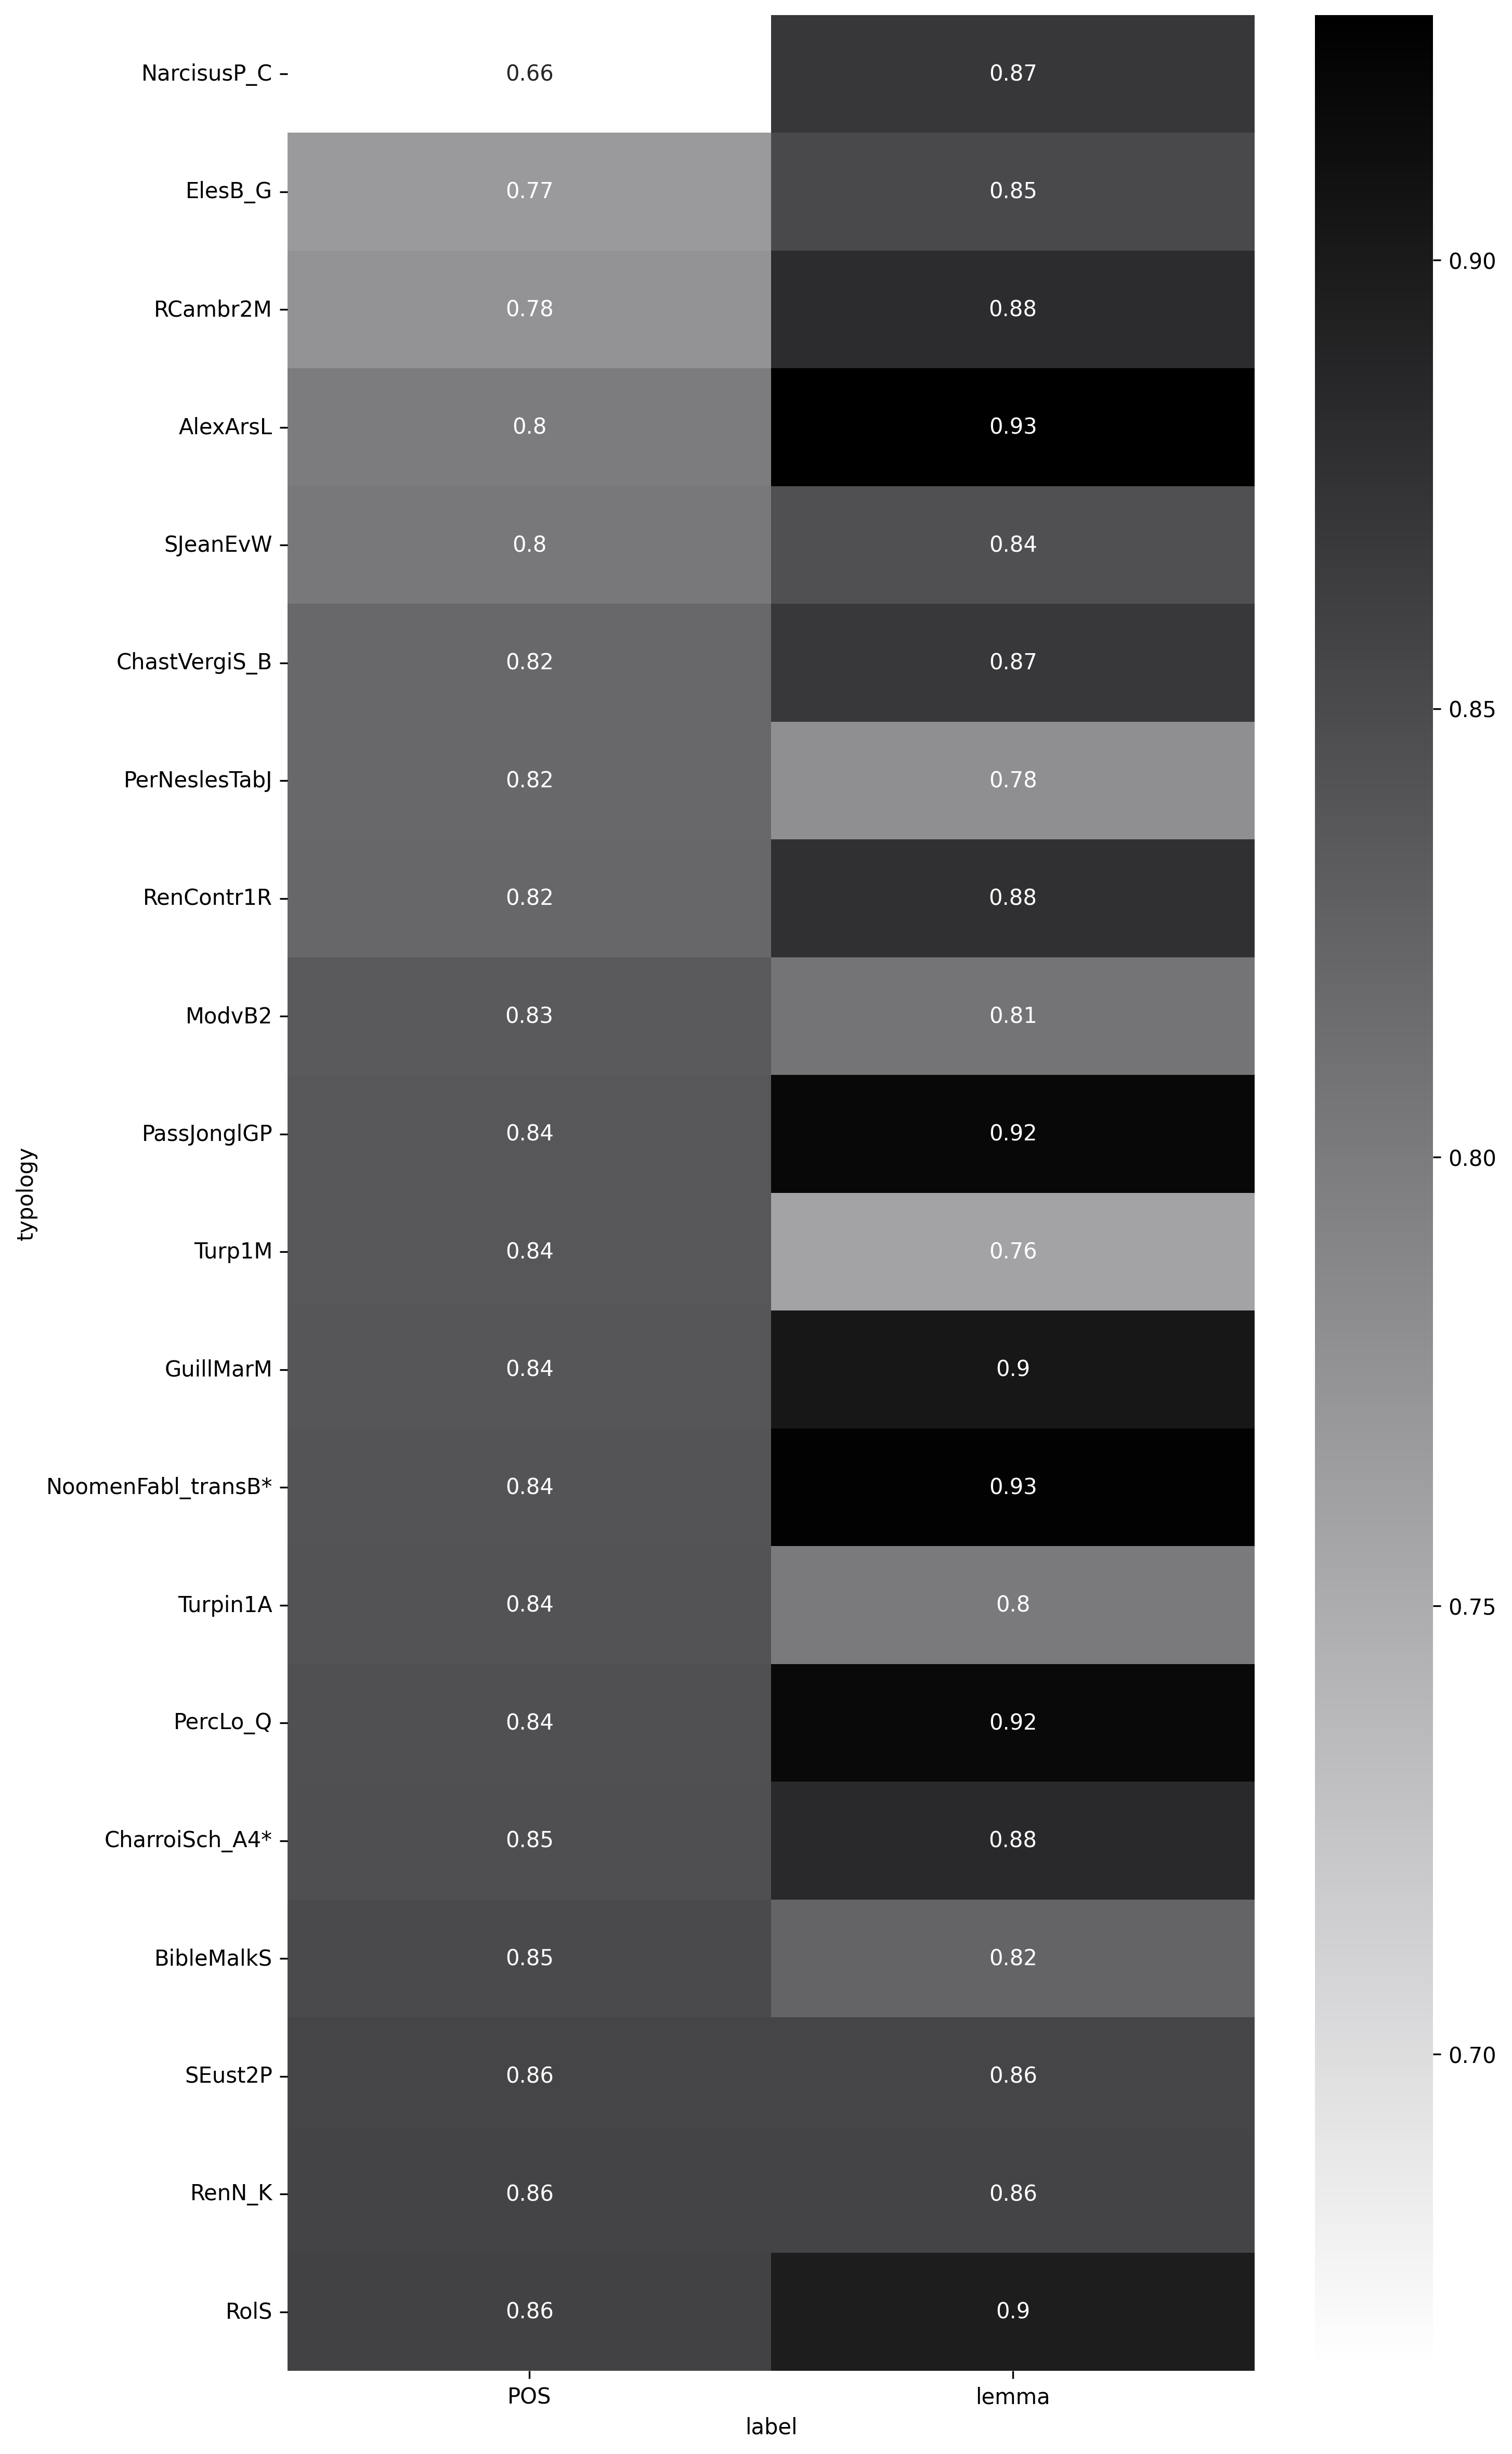 NarcisusP_C 0.66 0.87
ElesB_G 0.77 0.85
0.90
RCambr2M 0.78 0.88
AlexArsL 0.8 0.93
SJeanEvW 0.8 0.84
ChastVergiS_B 0.82 0.87
0.85
PerNeslesTabJ 0.82 0.78
RenContr1R 0.82 0.88
ModvB2 0.83 0.81
PassJonglGP 0.84 0.92
0.80
typology
Turp1M 0.84 0.76
GuillMarM 0.84 0.9
NoomenFabl_transB* 0.84 0.93
Turpin1A 0.84 0.8
0.75
PercLo_Q 0.84 0.92
CharroiSch_A4* 0.85 0.88
BibleMalkS 0.85 0.82
0.70
SEust2P 0.86 0.86
RenN_K 0.86 0.86
RolS 0.86 0.9
POS lemma
label